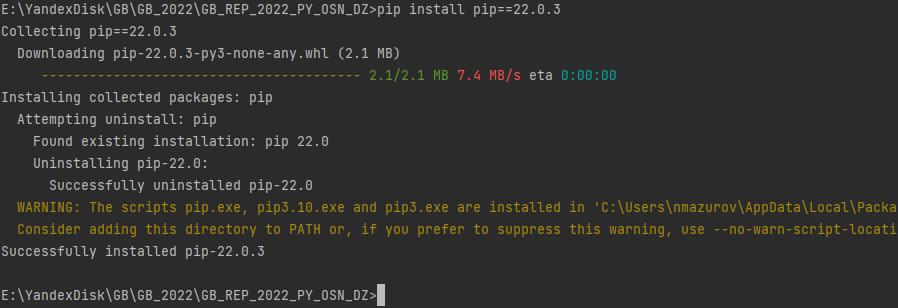 E:\YandexDisk\GB\GB_2022\GB_REP_2022_PY_OSN_DZ>pip install pip==22.0.3
Collecting pip==22.0.3
Downloading pip-22.0.3-py3-none-any.whl (2.1 MB)
---------------------------------------- 2.1/2.1 MB 7.4 MB/s eta 0:00:00
Installing collected packages: pip
Attempting uninstall: pip
Found existing installation: pip 22.0
Uninstalling pip-22.0:
Successfully uninstalled pip-22.0
WARNING: The scripts pip.exe, pip3.10.exe and pip3.exe are installed in 'C:\Users\nmazurov\AppData\Local\Packa
Consider adding this directory to PATH or, if you prefer to suppress this warning, use --no-warn-script-locati
Successfully installed pip-22.0.3
E:\YandexDisk\GB\GB_2022\GB_REP_2022_PY_OSN_DZ>